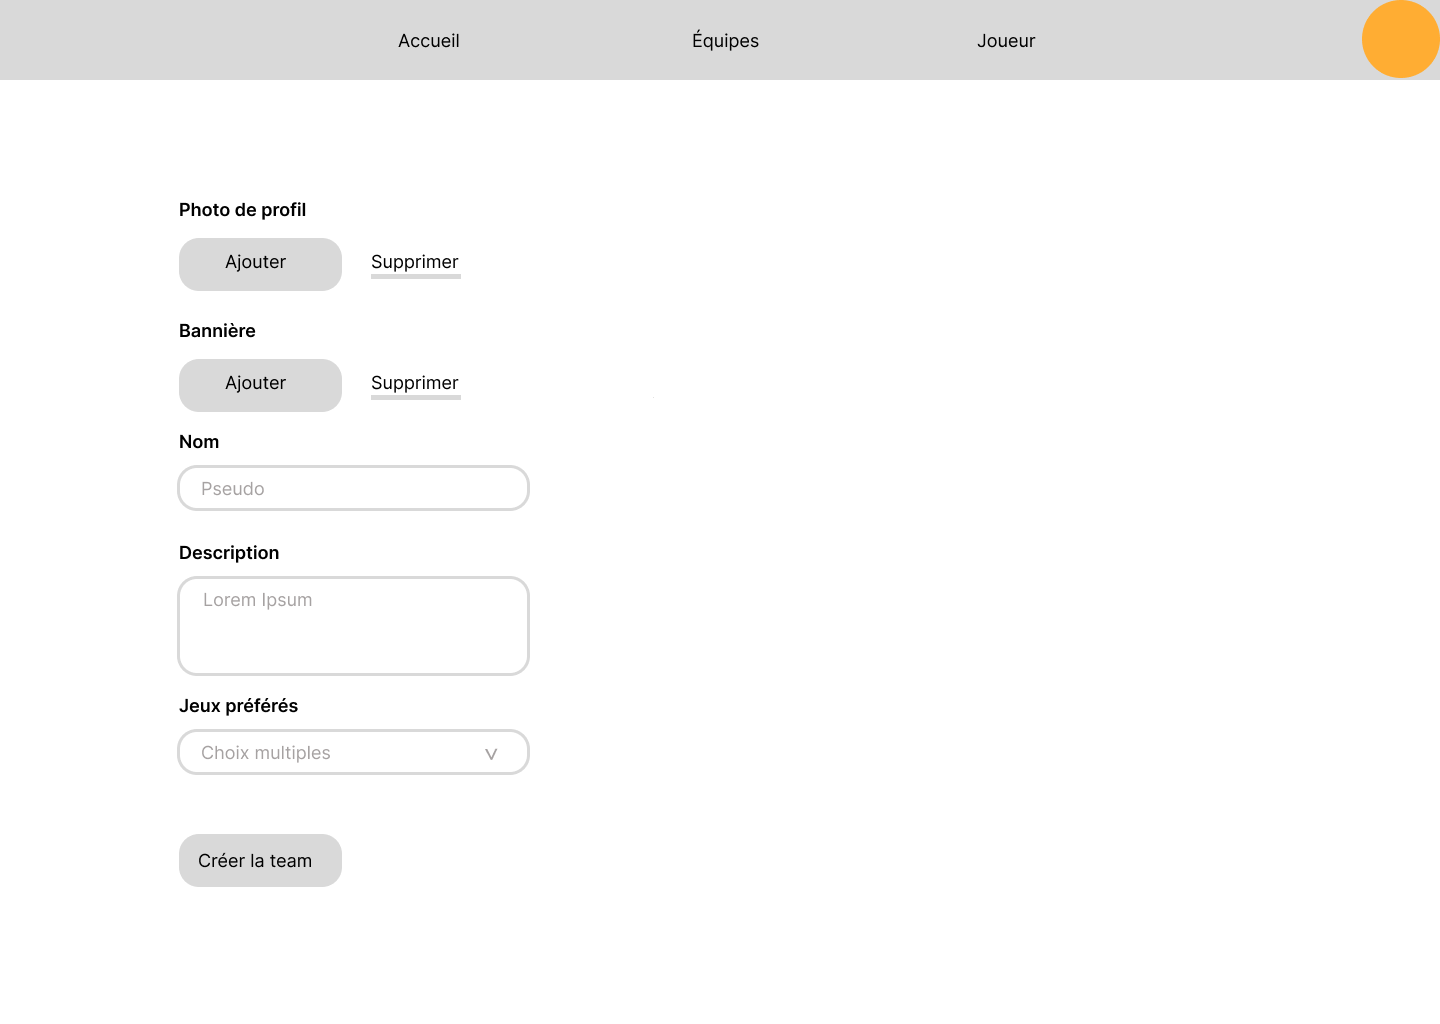 Accueil Équipes Joueur
Photo de profil
Ajouter Supprimer
Bannière
Ajouter Supprimer
Nom
Pseudo
Description
Lorem Ipsum
Jeux préférés
Choix multiples V
Créer la team